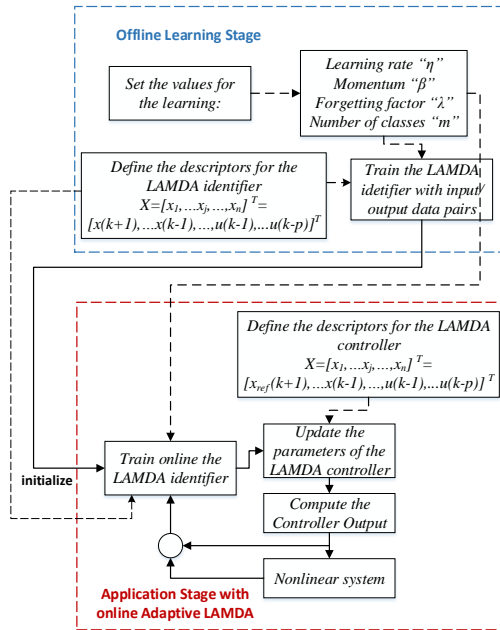 Offline Learning Stage
Set the values for
the learning:
Learning rate “η”
Momentum “β”
Forgetting factor “λ”
Number of classes “m”
Define the descriptors for the
LAMDA identifier
X=[x₁,...xⱼ,...,xₙ] ᵀ=
[x(k+1),...x(k-1),...,u(k-1),...u(k-p)]ᵀ
Train the LAMDA
idetifier with input/
output data pairs
Define the descriptors for the LAMDA
controller
X=[x₁,...xⱼ,...,xₙ] ᵀ=
[x_ref(k+1),...x(k-1),...,u(k-1),...u(k-p)] ᵀ
Train online the
LAMDA identifier
Update the
parameters of the
LAMDA controller
initialize
Compute the
Controller Output
Nonlinear system
Application Stage with
online Adaptive LAMDA